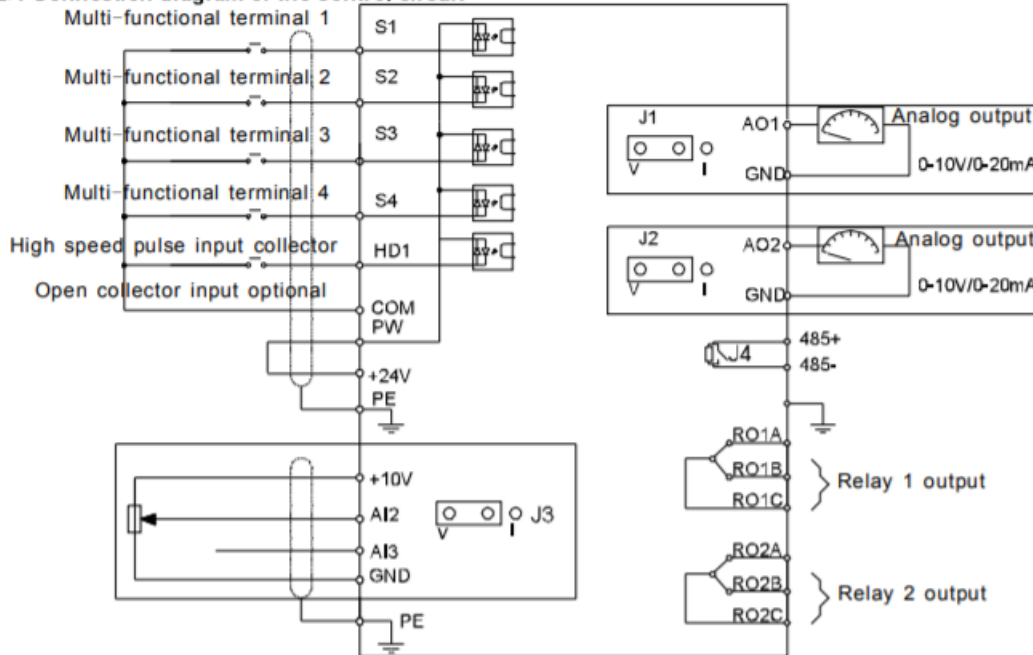 Multi-functional terminal 1
S1
Multi-functional terminal 2
S2
Multi-functional terminal 3
S3
Multi-functional terminal 4
S4
High speed pulse input collector
HD1
Open collector input optional
COM
PW
+24V
PE
+10V
AI2
AI3
GND
J3
V
I
PE
J1
V
I
AO1
GND
Analog output
0-10V/0-20mA
J2
V
I
AO2
GND
Analog output
0-10V/0-20mA
J4
485+
485-
RO1A
RO1B
RO1C
Relay 1 output
RO2A
RO2B
RO2C
Relay 2 output